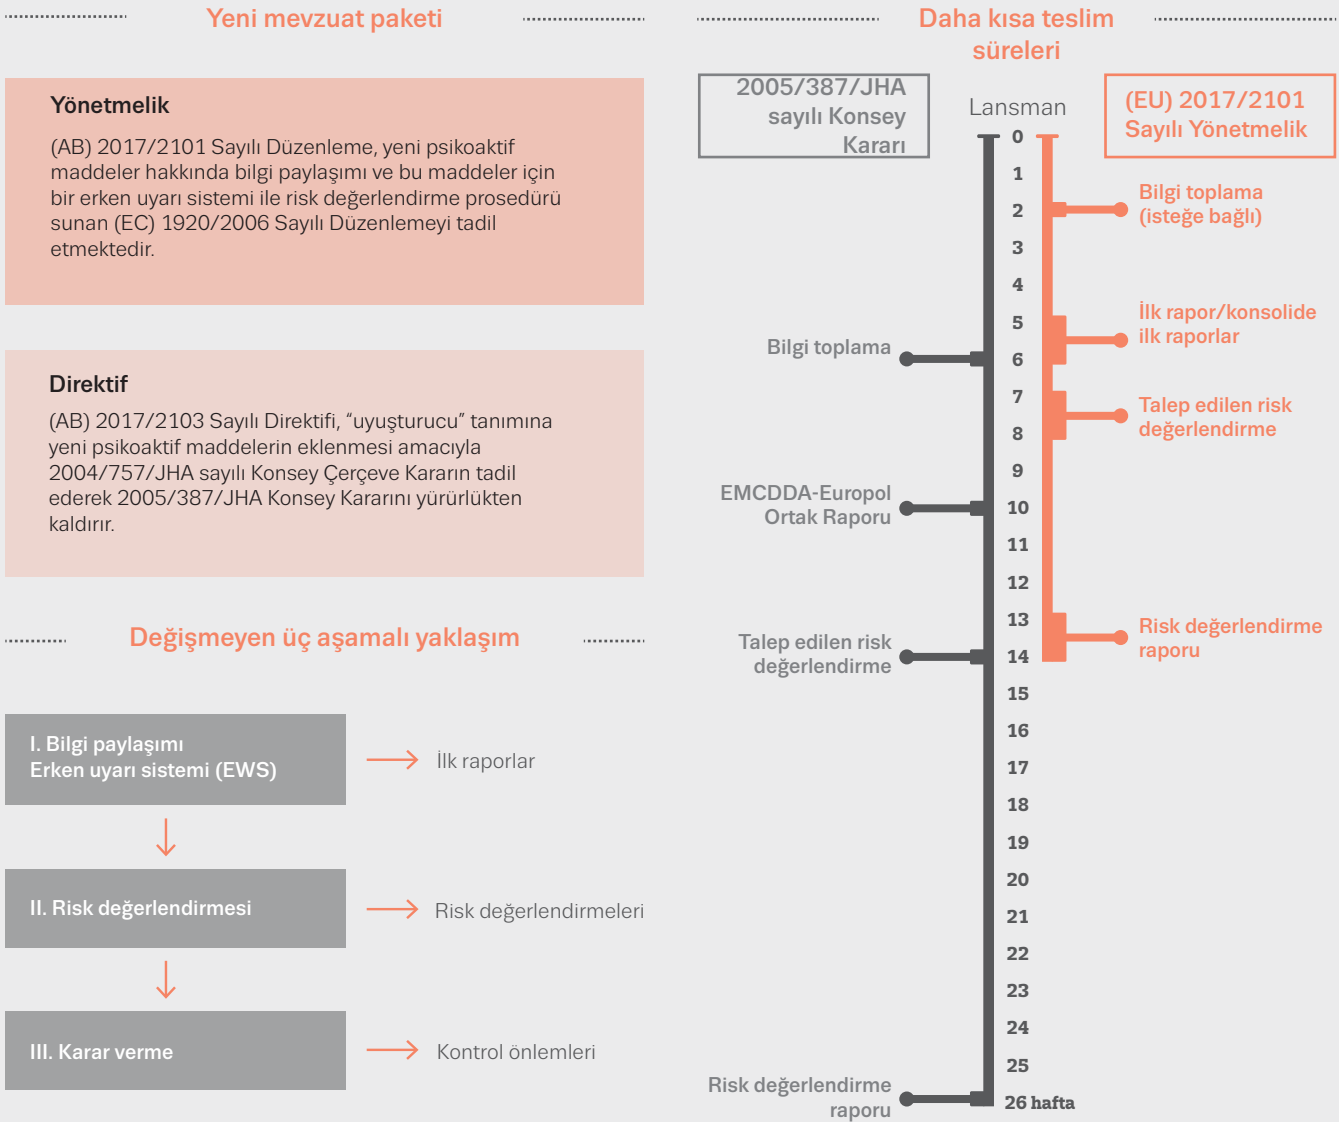 Yeni mevzuat paketi
Yönetmelik
(AB) 2017/2101 Sayılı Düzenleme, yeni psikoaktif
maddeler hakkında bilgi paylaşımı ve bu maddeler için
bir erken uyarı sistemi ile risk değerlendirme prosedürü
sunan (EC) 1920/2006 Sayılı Düzenlemeyi tadil
etmektedir.
Direktif
(AB) 2017/2103 Sayılı Direktifi, “uyuşturucu” tanımına
yeni psikoaktif maddelerin eklenmesi amacıyla
2004/757/JHA sayılı Konsey Çerçeve Kararın tadil
ederek 2005/387/JHA Konsey Kararını yürürlükten
kaldırır.
Değişmeyen üç aşamalı yaklaşım
I. Bilgi paylaşımı
Erken uyarı sistemi (EWS)
İlk raporlar
II. Risk değerlendirmesi
Risk değerlendirmeleri
III. Karar verme
Kontrol önlemleri
Daha kısa teslim
süreleri
2005/387/JHA
sayılı Konsey
Kararı
Lansman
(EU) 2017/2101
Sayılı Yönetmelik
0
1
2
3
4
5
6
7
8
9
10
11
12
13
14
15
16
17
18
19
20
21
22
23
24
25
26 hafta
Bilgi toplama
EMCDDA-Europol
Ortak Raporu
Talep edilen risk
değerlendirme
Risk değerlendirme
raporu
Bilgi toplama
(isteğe bağlı)
İlk rapor/konsolide
ilk raporlar
Talep edilen risk
değerlendirme
Risk değerlendirme
raporu